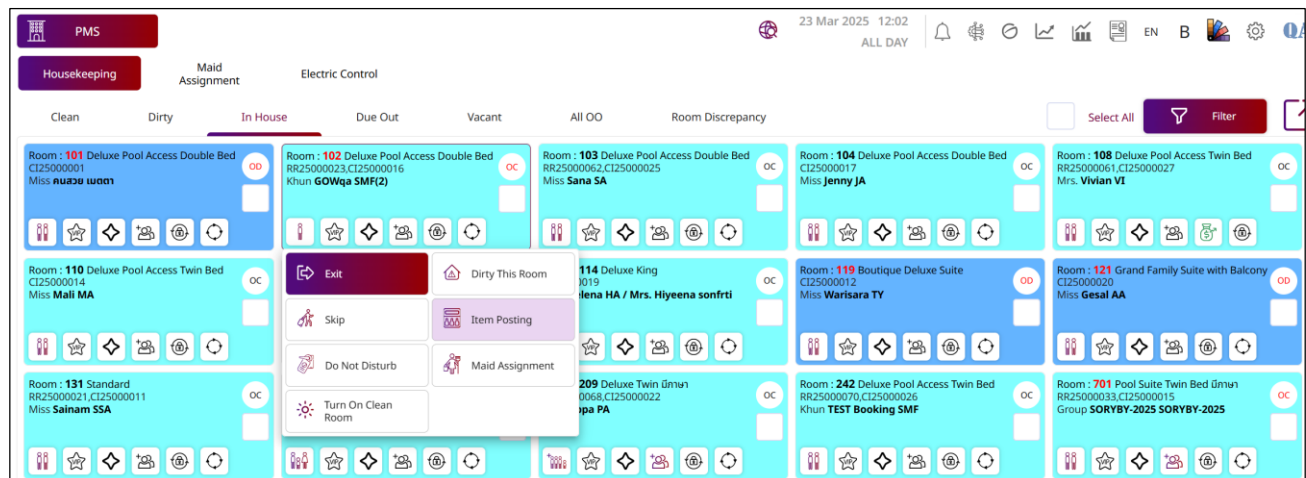 PMS
23 Mar 2025 12:02
ALL DAY
EN B
Housekeeping
Maid
Assignment
Electric Control
Clean Dirty In House Due Out Vacant All OO Room Discrepancy Select All Filter
Room : 101 Deluxe Pool Access Double Bed
CI25000001
Miss คนสวย เมตตา
OD
Room : 102 Deluxe Pool Access Double Bed
RR25000023,CI25000016
Khun GOWqa SMF(2)
OC
Room : 103 Deluxe Pool Access Double Bed
RR25000062,CI25000025
Miss Sana SA
OC
Room : 104 Deluxe Pool Access Double Bed
CI25000017
Miss Jenny JA
OC
Room : 108 Deluxe Pool Access Twin Bed
RR25000061,CI25000027
Mrs. Vivian VI
OC
Room : 110 Deluxe Pool Access Twin Bed
CI25000014
Miss Mali MA
OC
Exit
Dirty This Room
Skip
Item Posting
Do Not Disturb
Maid Assignment
Turn On Clean
Room
114 Deluxe King
0019
elena HA / Mrs. Hiyeena sonfrti
OC
Room : 119 Boutique Deluxe Suite
CI25000012
Miss Warisara TY
OD
Room : 121 Grand Family Suite with Balcony
CI25000020
Miss Gesal AA
OD
Room : 131 Standard
RR25000021,CI25000011
Miss Sainam SSA
OC
209 Deluxe Twin มีภาษา
0068,CI25000022
pa PA
OC
Room : 242 Deluxe Pool Access Twin Bed
RR25000070,CI25000026
Khun TEST Booking SMF
OC
Room : 701 Pool Suite Twin Bed มีภาษา
RR25000033,CI25000015
Group SORYBY-2025 SORYBY-2025
OC